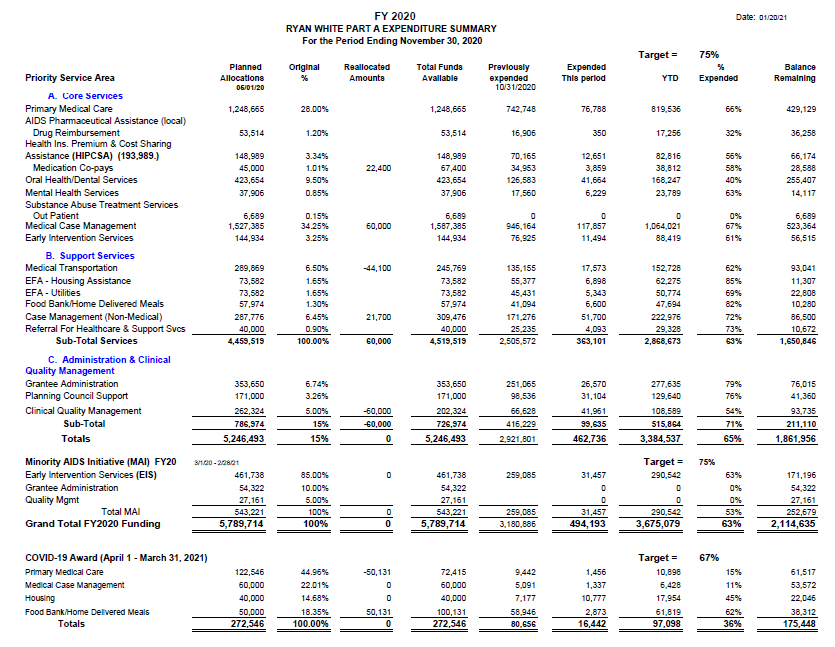 FY 2020
Date: 01/20/21
RYAN WHITE PART A EXPENDITURE SUMMARY
For the Period Ending November 30, 2020
Target = 75%
Planned Original Reallocated Total Funds Previously Expended % Balance
Priority Service Area Allocations % Amounts Available expended This period YTD Expended Remaining
06/01/20 10/31/2020
A. Core Services
Primary Medical Care 1,248,665 28.00% 1,248,665 742,748 76,788 819,536 66% 429,129
AIDS Pharmaceutical Assistance (local)
Drug Reimbursement 53,514 1.20% 53,514 16,906 350 17,256 32% 36,258
Health Ins. Premium & Cost Sharing
Assistance (HIPCSA) (193,989.) 148,989 3.34% 148,989 70,165 12,651 82,816 56% 66,174
Medication Co-pays 45,000 1.01% 22,400 67,400 34,953 3,859 38,812 58% 28,588
Oral Health/Dental Services 423,654 9.50% 423,654 126,583 41,664 168,247 40% 255,407
Mental Health Services 37,906 0.85% 37,906 17,560 6,229 23,789 63% 14,117
Substance Abuse Treatment Services
Out Patient 6,689 0.15% 6,689 0 0 0 0% 6,689
Medical Case Management 1,527,385 34.25% 60,000 1,587,385 946,164 117,857 1,064,021 67% 523,364
Early Intervention Services 144,934 3.25% 144,934 76,925 11,494 88,419 61% 56,515
B. Support Services
Medical Transportation 289,869 6.50% -44,100 245,769 135,155 17,573 152,728 62% 93,041
EFA - Housing Assistance 73,582 1.65% 73,582 55,377 6,898 62,275 85% 11,307
EFA - Utilities 73,582 1.65% 73,582 45,431 5,343 50,774 69% 22,808
Food Bank/Home Delivered Meals 57,974 1.30% 57,974 41,094 6,600 47,694 82% 10,280
Case Management (Non-Medical) 287,776 6.45% 21,700 309,476 171,276 51,700 222,976 72% 86,500
Referral For Healthcare & Support Svcs 40,000 0.90% 40,000 25,235 4,093 29,328 73% 10,672
Sub-Total Services 4,459,519 100.00% 60,000 4,519,519 2,505,572 363,101 2,868,673 63% 1,650,846
C. Administration & Clinical
Quality Management
Grantee Administration 353,650 6.74% 353,650 251,065 26,570 277,635 79% 76,015
Planning Council Support 171,000 3.26% 171,000 98,536 31,104 129,640 76% 41,360
Clinical Quality Management 262,324 5.00% -60,000 202,324 66,628 41,961 108,589 54% 93,735
Sub-Total 786,974 15% -60,000 726,974 416,229 99,635 515,864 71% 211,110
Totals 5,246,493 15% 0 5,246,493 2,921,801 462,736 3,384,537 65% 1,861,956
Minority AIDS Initiative (MAI) FY20 3/1/20 - 2/28/21 Target = 75%
Early Intervention Services (EIS) 461,738 85.00% 0 461,738 259,085 31,457 290,542 63% 171,196
Grantee Administration 54,322 10.00% 54,322 0 0 0% 54,322
Quality Mgmt 27,161 5.00% 27,161 0 0 0% 27,161
Total MAI 543,221 100% 0 543,221 259,085 31,457 290,542 53% 252,679
Grand Total FY2020 Funding 5,789,714 100% 0 5,789,714 3,180,886 494,193 3,675,079 63% 2,114,635
COVID-19 Award (April 1 - March 31, 2021) Target = 67%
Primary Medical Care 122,546 44.96% -50,131 72,415 9,442 1,456 10,898 15% 61,517
Medical Case Management 60,000 22.01% 0 60,000 5,091 1,337 6,428 11% 53,572
Housing 40,000 14.68% 0 40,000 7,177 10,777 17,954 45% 22,046
Food Bank/Home Delivered Meals 50,000 18.35% 50,131 100,131 58,946 2,873 61,819 62% 38,312
Totals 272,546 100.00% 0 272,546 80,656 16,442 97,098 36% 175,448